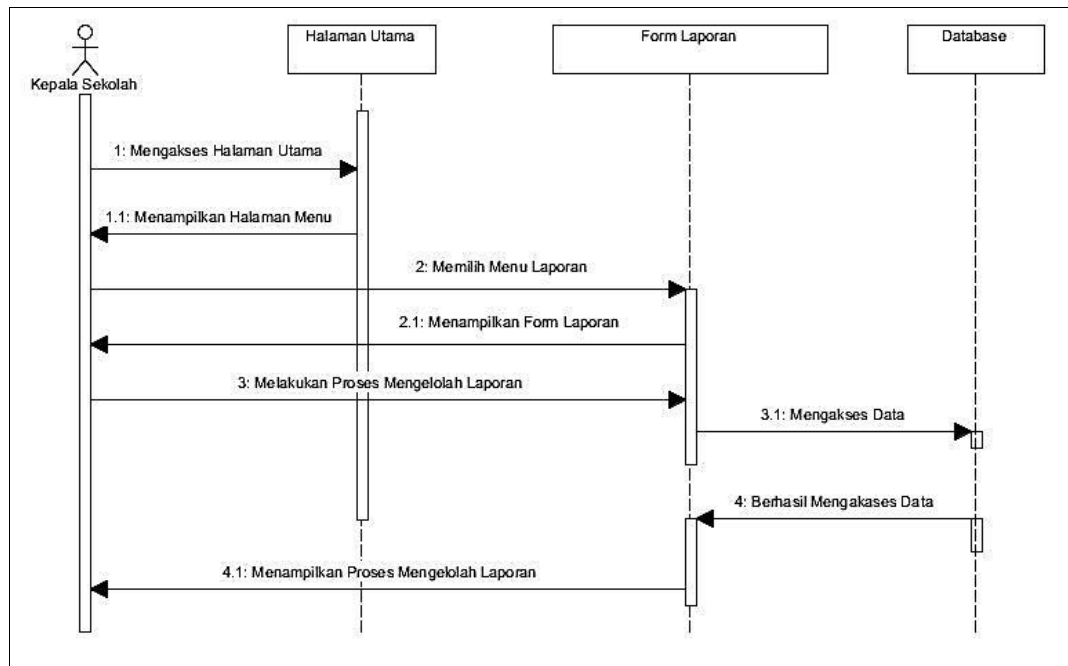 Halaman Utama
Form Laporan
Database
Kepala Sekolah
1: Mengakses Halaman Utama
1.1: Menampilkan Halaman Menu
2: Memilih Menu Laporan
2.1: Menampilkan Form Laporan
3: Melakukan Proses Mengelolah Laporan
3.1: Mengakses Data
4: Berhasil Mengakases Data
4.1: Menampilkan Proses Mengelolah Laporan